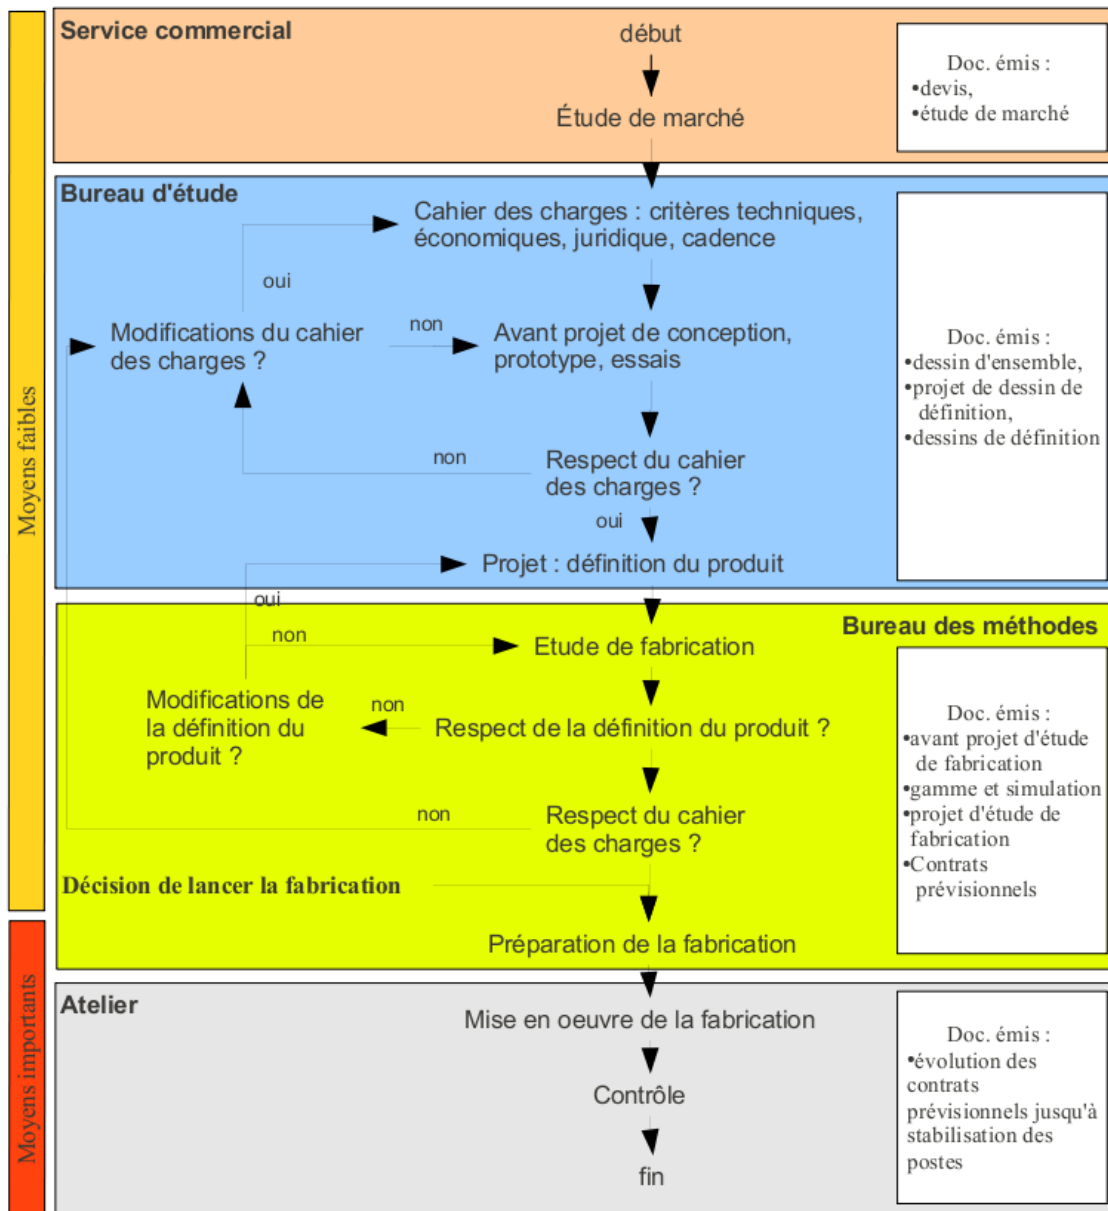 Moyens faibles
Moyens importants
Service commercial
début
Étude de marché
Doc. émis :
•devis,
•étude de marché
Bureau d'étude
Cahier des charges : critères techniques,
économiques, juridique, cadence
oui
Modifications du cahier
des charges ?
non
Avant projet de conception,
prototype, essais
non
Respect du cahier
des charges ?
oui
Projet : définition du produit
Doc. émis :
•dessin d'ensemble,
•projet de dessin de
définition,
•dessins de définition
oui
Bureau des méthodes
non
Etude de fabrication
Modifications de
la définition du
produit ?
non
Respect de la définition du produit ?
non
Respect du cahier
des charges ?
Décision de lancer la fabrication
Préparation de la fabrication
Doc. émis :
•avant projet d'étude
de fabrication
•gamme et simulation
•projet d'étude de
fabrication
•Contrats
prévisionnels
Atelier
Mise en oeuvre de la fabrication
Contrôle
fin
Doc. émis :
•évolution des
contrats
prévisionnels jusqu'à
stabilisation des
postes